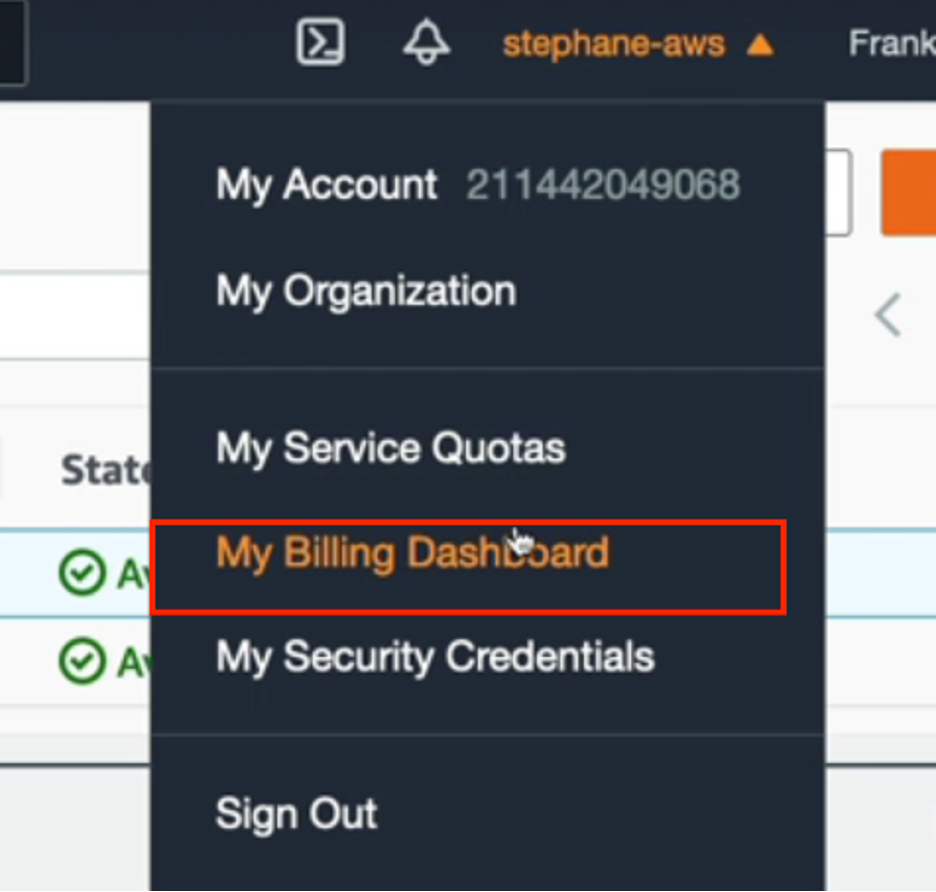 stephane-aws Frank
My Account 211442049068
My Organization
My Service Quotas
State
My Billing Dashboard
Av
My Security Credentials
Av
Sign Out